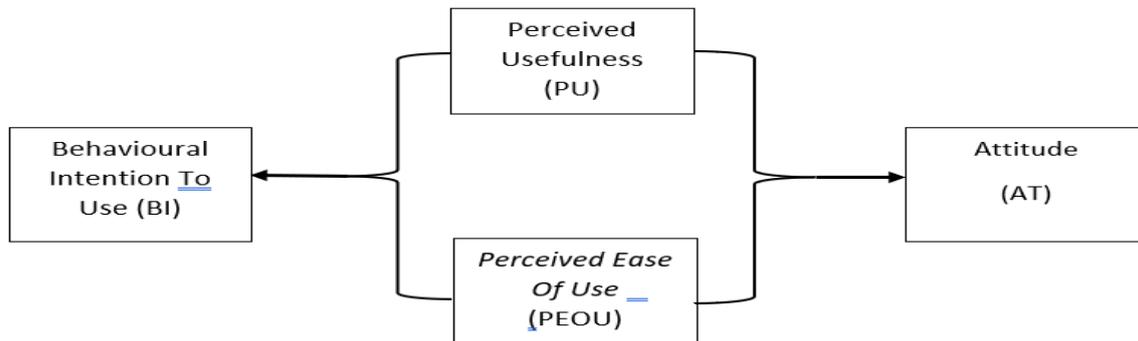 Perceived
Usefulness
(PU)
Behavioural
Intention To
Use (BI)
Attitude
(AT)
Perceived Ease
Of Use
(PEOU)